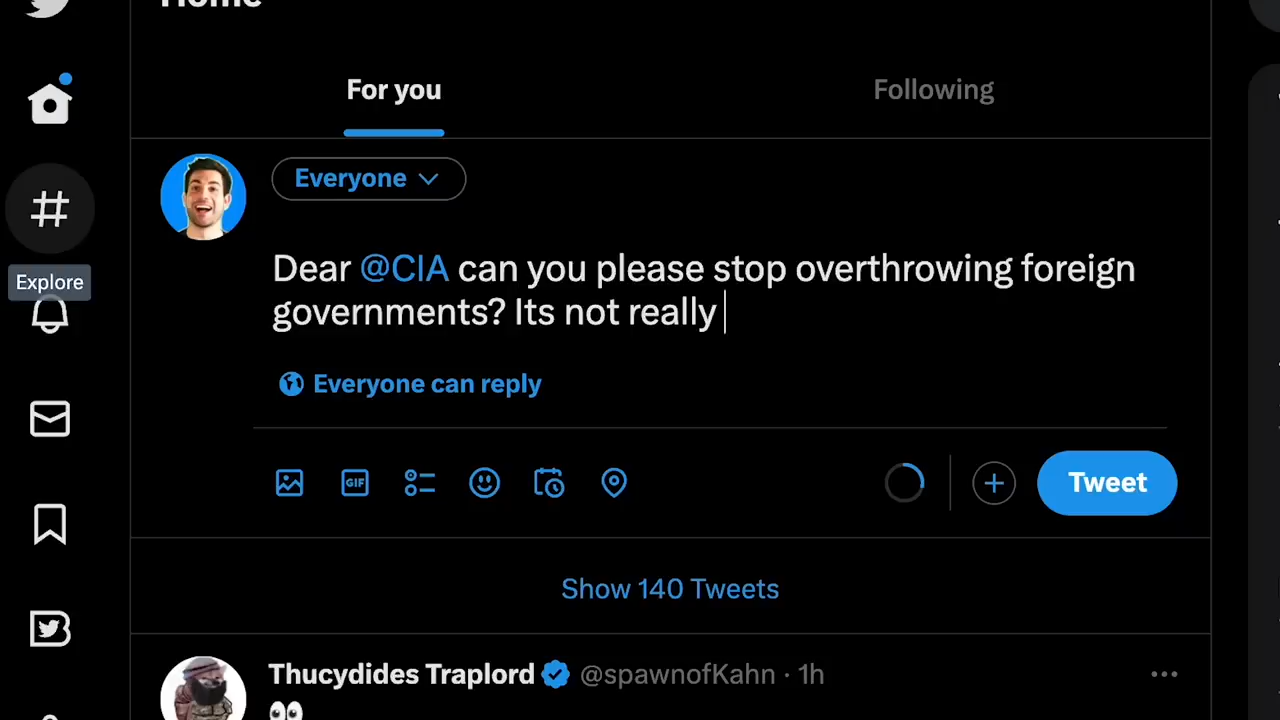 Home
For you
Following
Everyone
Explore
Dear @CIA can you please stop overthrowing foreign
governments? Its not really
Everyone can reply
GIF
Tweet
Show 140 Tweets
Thucydides Traplord @spawnofKahn · 1h
👀